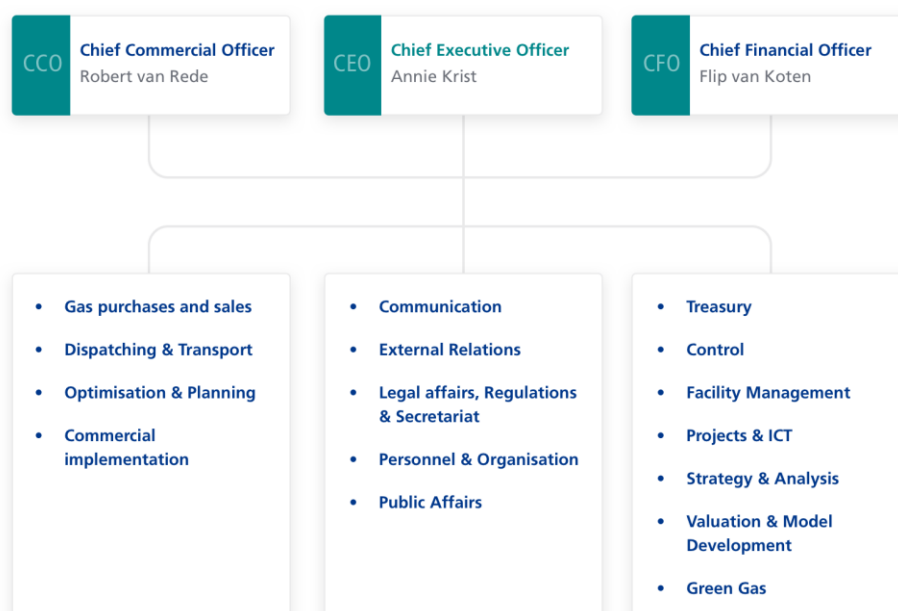 CCO
Chief Commercial Officer
Robert van Rede
CEO
Chief Executive Officer
Annie Krist
CFO
Chief Financial Officer
Flip van Koten
• Gas purchases and sales
• Dispatching & Transport
• Optimisation & Planning
• Commercial
implementation
• Communication
• External Relations
• Legal affairs, Regulations
& Secretariat
• Personnel & Organisation
• Public Affairs
• Treasury
• Control
• Facility Management
• Projects & ICT
• Strategy & Analysis
• Valuation & Model
Development
• Green Gas